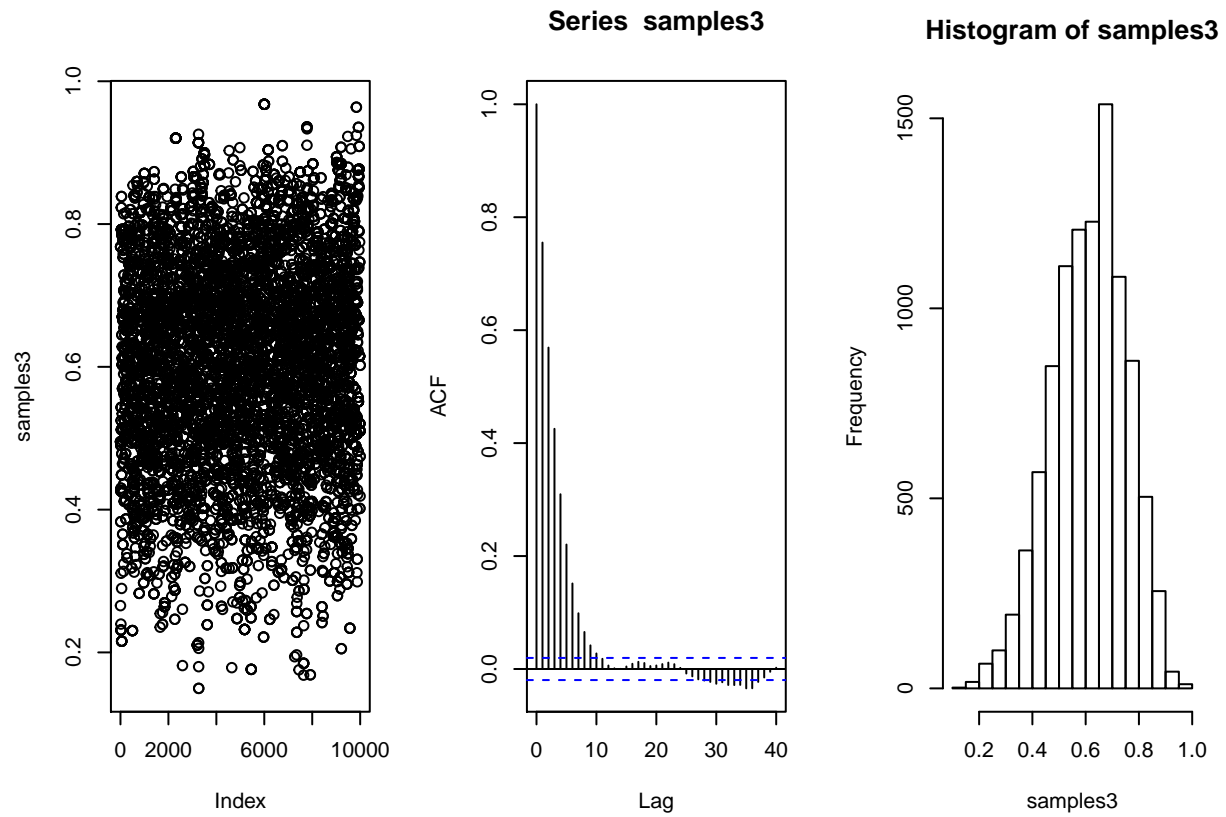 Series  samples3
Histogram of samples3
samples3
1.0
0.8
0.6
0.4
0.2
0 2000 6000 10000
Index
ACF
1.0
0.8
0.6
0.4
0.2
0.0
0 10 20 30 40
Lag
Frequency
1500
1000
500
0
0.2 0.4 0.6 0.8 1.0
samples3